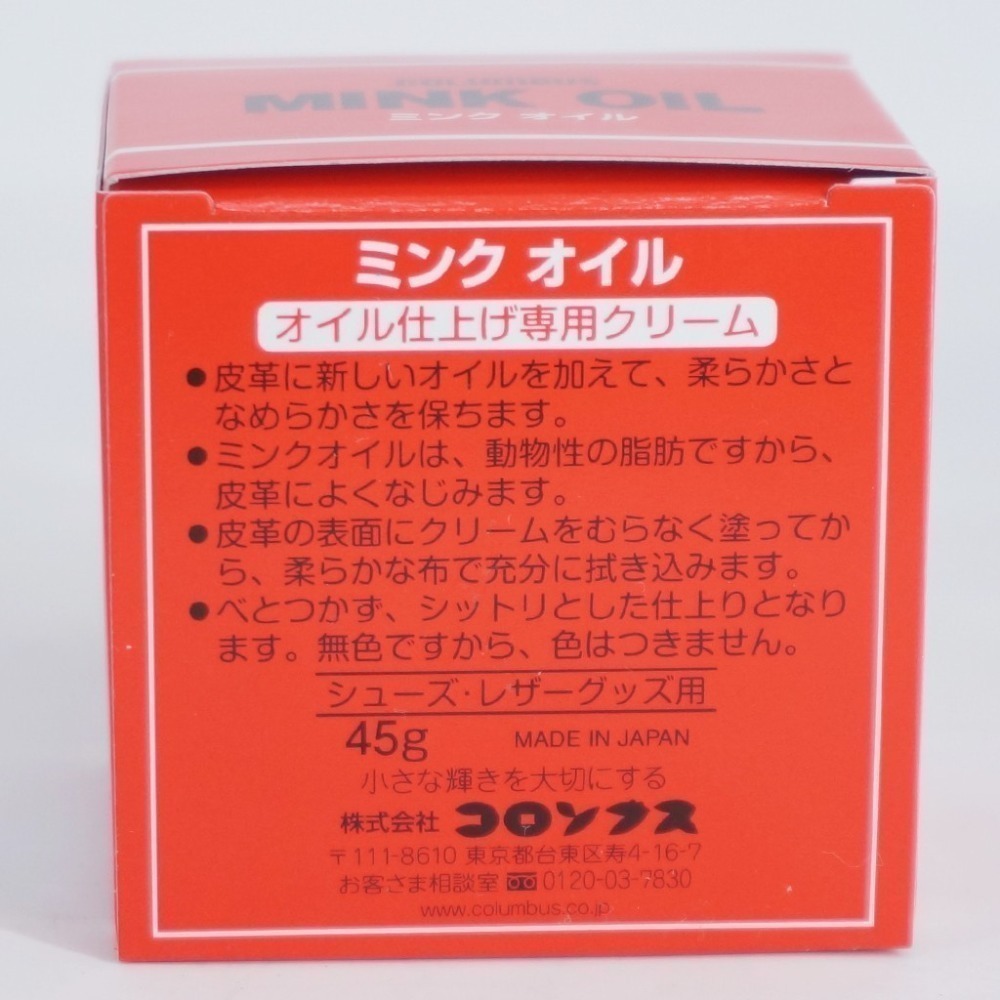 COLUMBUS
MINK OIL
ミンク オイル
ミンク オイル
オイル仕上げ専用クリーム
●皮革に新しいオイルを加えて、柔らかさと
なめらかさを保ちます。
●ミンクオイルは、動物性の脂肪ですから、
皮革によくなじみます。
●皮革の表面にクリームをむらなく塗ってか
ら、柔らかな布で充分に拭き込みます。
●べとつかず、シットリとした仕上りとなり
ます。無色ですから、色はつきません。
シューズ・レザーグッズ用
45g MADE IN JAPAN
小さな輝きを大切にする
株式会社 コロンブス
〒111-8610 東京都台東区寿4-16-7
お客さま相談室 0120-03-7830
www.columbus.co.jp